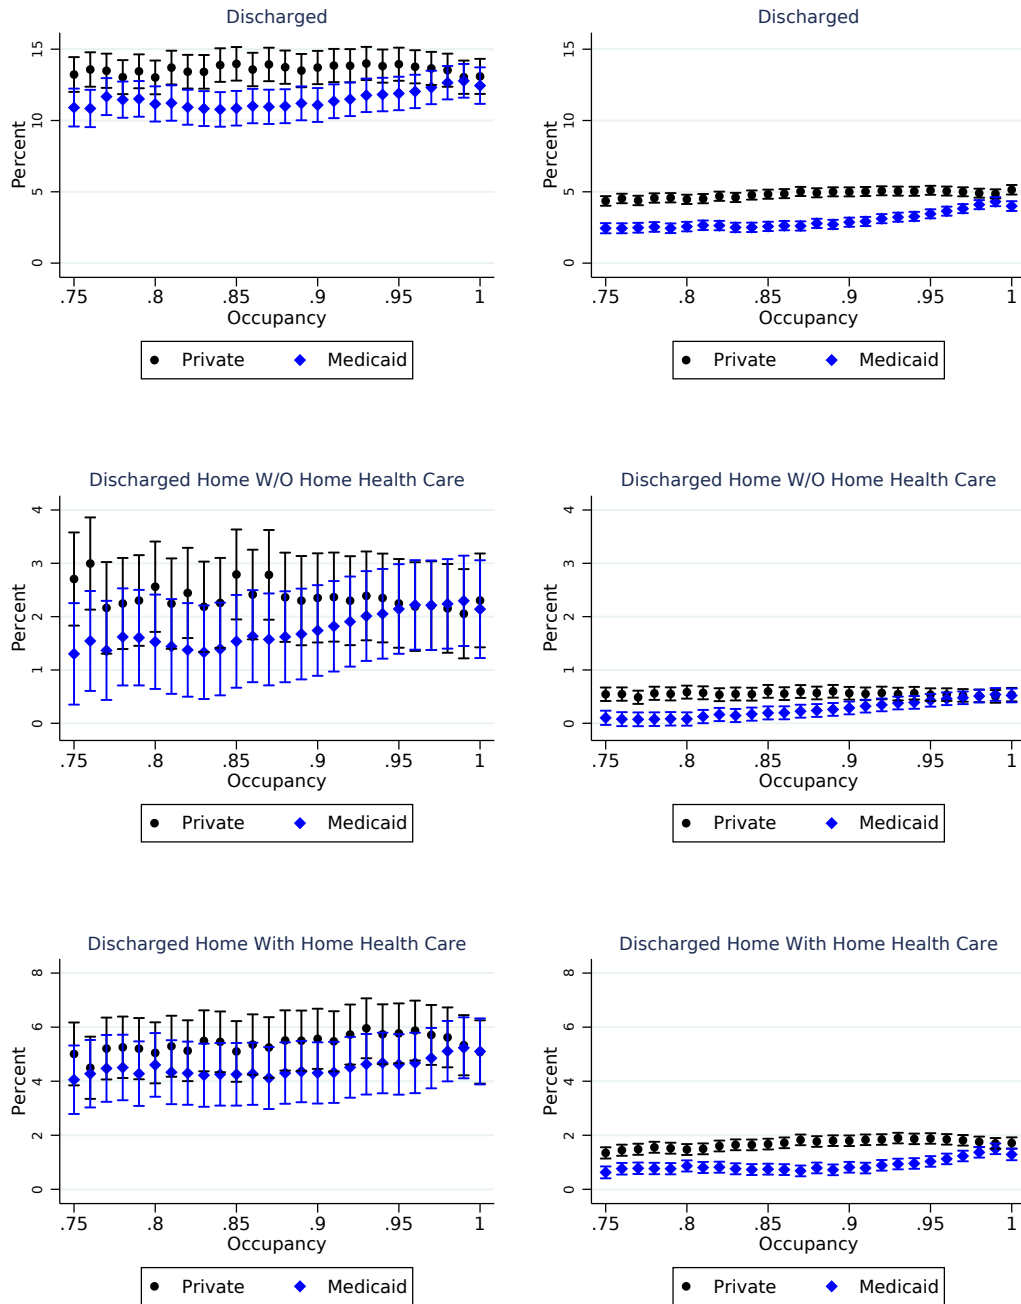 Discharged
Percent
15
10
5
0
.75 .8 .85 .9 .95 1
Occupancy
Private Medicaid
Discharged
Percent
15
10
5
0
.75 .8 .85 .9 .95 1
Occupancy
Private Medicaid
Discharged Home W/O Home Health Care
Percent
4
3
2
1
0
.75 .8 .85 .9 .95 1
Occupancy
Private Medicaid
Discharged Home W/O Home Health Care
Percent
4
3
2
1
0
.75 .8 .85 .9 .95 1
Occupancy
Private Medicaid
Discharged Home With Home Health Care
Percent
8
6
4
2
0
.75 .8 .85 .9 .95 1
Occupancy
Private Medicaid
Discharged Home With Home Health Care
Percent
8
6
4
2
0
.75 .8 .85 .9 .95 1
Occupancy
Private Medicaid